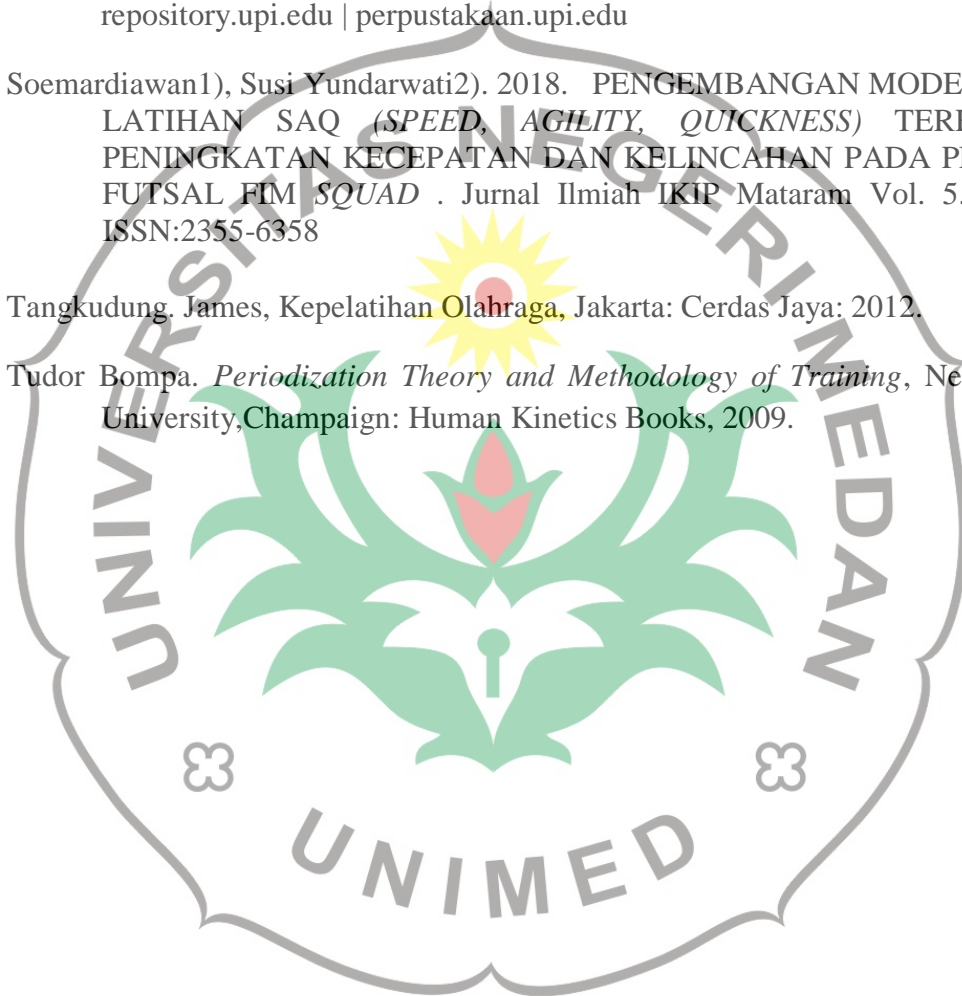 repository.upi.edu | perpustakaan.upi.edu
Soemardiawan1), Susi Yundarwati2). 2018. PENGEMBANGAN MODE
LATIHAN SAQ (SPEED, AGILITY, QUICKNESS) TER
PENINGKATAN KECEPATAN DAN KELINCAHAN PADA P
FUTSAL FIM SQUAD . Jurnal Ilmiah IKIP Mataram Vol. 5.
ISSN:2355-6358
Tangkudung. James, Kepelatihan Olahraga, Jakarta: Cerdas Jaya: 2012.
Tudor Bompa. Periodization Theory and Methodology of Training, Ne
University,Champaign: Human Kinetics Books, 2009.
UNIVERSITAS NEGERI MEDAN
UNIMED